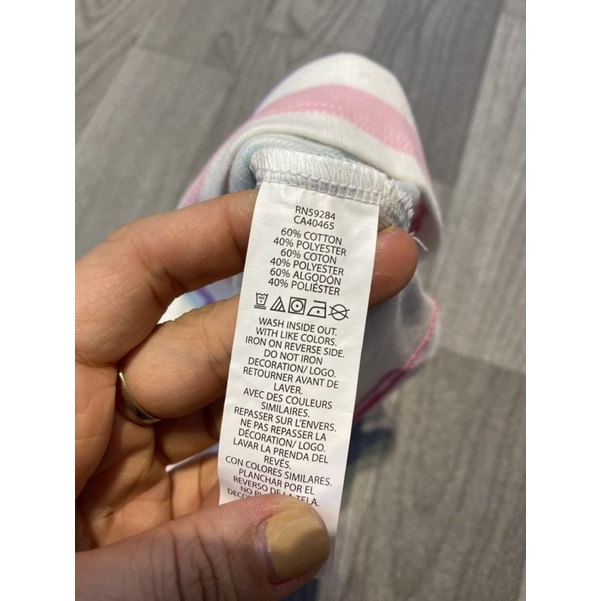 RN59284
CA40465
60% COTTON
40% POLYESTER
60% COTON
40% POLYESTER
60% ALGODÓN
40% POLIÉSTER
WASH INSIDE OUT.
WITH LIKE COLORS.
IRON ON REVERSE SIDE.
DO NOT IRON
DECORATION/ LOGO.
RETOURNER AVANT DE
LAVER.
AVEC DES COULEURS
SIMILAIRES.
REPASSER SUR L'ENVERS.
NE PAS REPASSER LA
DÉCORATION/ LOGO.
LAVAR LA PRENDA DEL
REVÉS.
CON COLORES SIMILARES.
PLANCHAR POR EL
REVERSO DE LA TELA.
NO